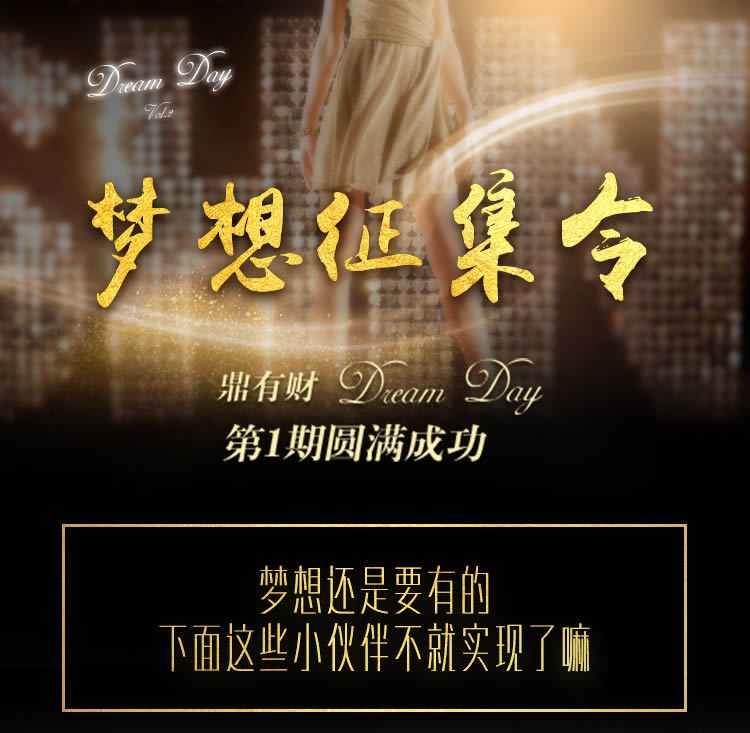 Dream Day
Vol.2
梦想征集令
鼎有财 Dream Day
第1期圆满成功
梦想还是要有的
下面这些小伙伴不就实现了嘛